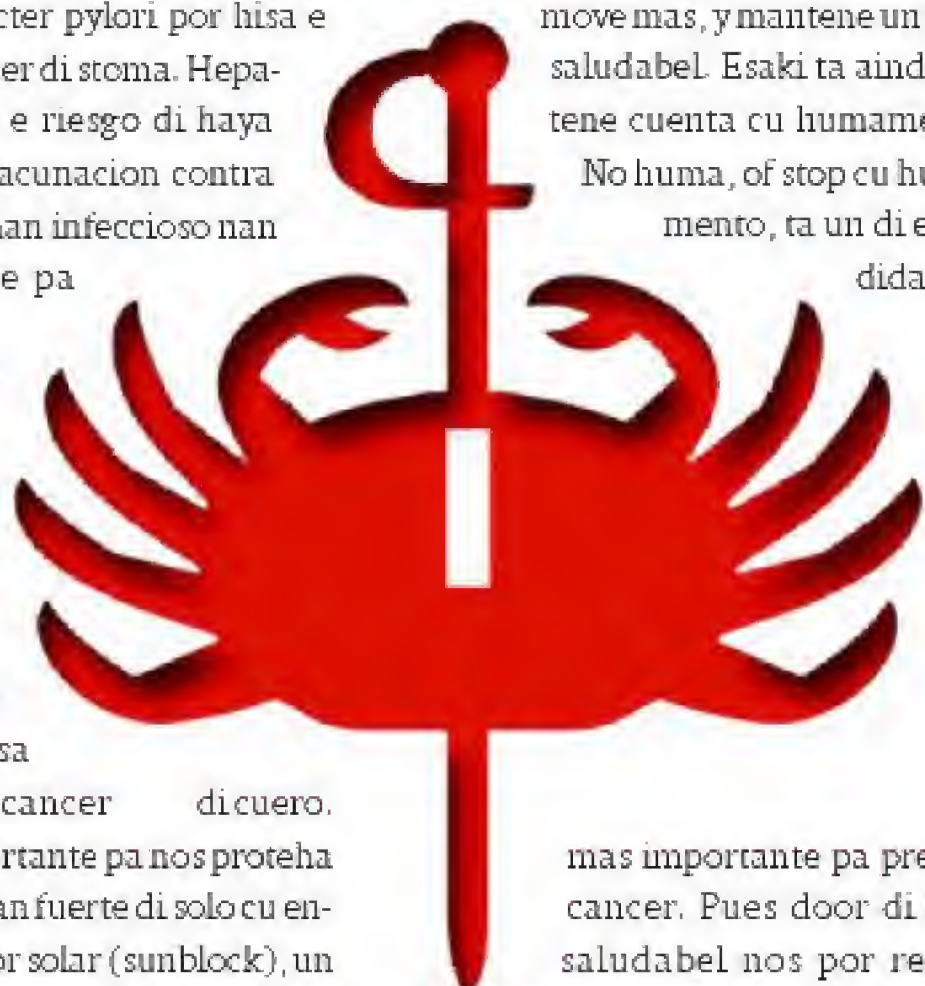 cter pylori por hisa e
er di stoma. Hepa-
e riesgo di haya
acunacion contra
nan infeccioso nan
e pa
sa
cancer di cuero.
rtante pa nos proteha
an fuerte di solo cu en-
or solar (sunblock), un
move mas, y mantene un
saludabel. Esaki ta aind
tene cuenta cu humame
No huma, of stop cu hu
mento, ta un di e
dida
mas importante pa pre
cancer. Pues door di
saludabel nos por re